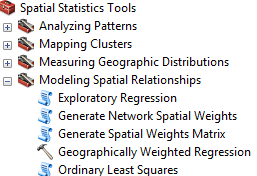 Spatial Statistics Tools
Analyzing Patterns
Mapping Clusters
Measuring Geographic Distributions
Modeling Spatial Relationships
Exploratory Regression
Generate Network Spatial Weights
Generate Spatial Weights Matrix
Geographically Weighted Regression
Ordinary Least Squares